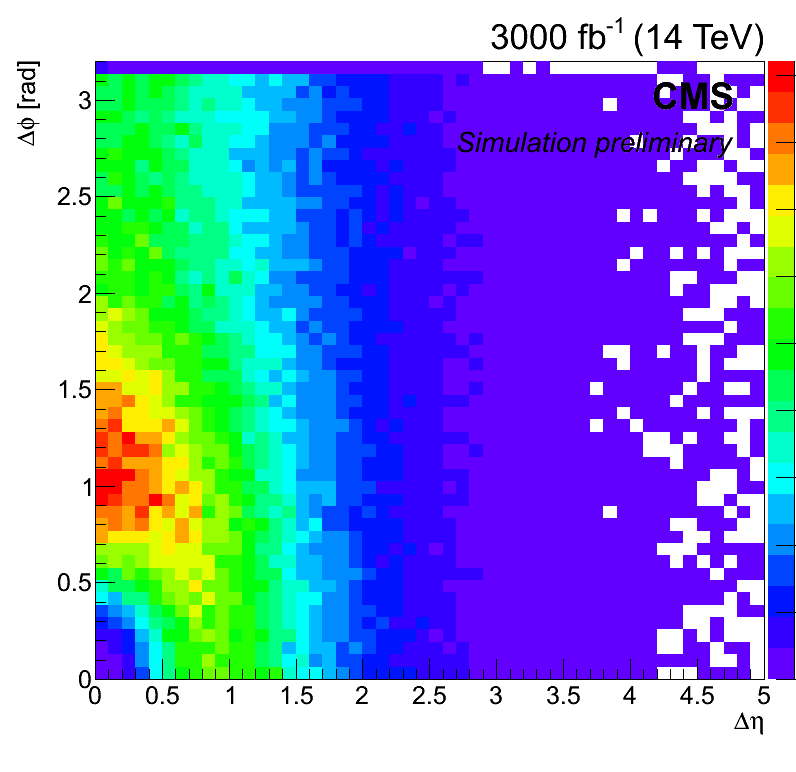 3000 fb-1 (14 TeV)
CMS
Simulation preliminary
Δϕ [rad]
3
2.5
2
1.5
1
0.5
0
0 0.5 1 1.5 2 2.5 3 3.5 4 4.5 5
Δη